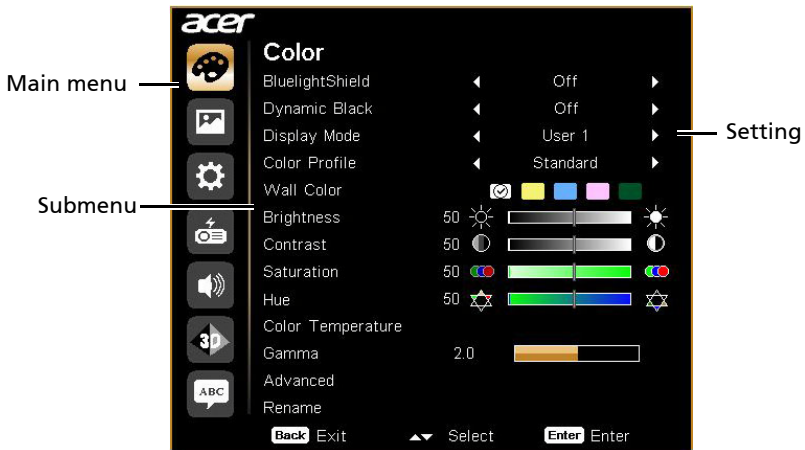 acer
Color
BluelightShield Off
Dynamic Black Off
Display Mode User 1
Color Profile Standard
Wall Color
Brightness 50
Contrast 50
Saturation 50
Hue 50
Color Temperature
Gamma 2.0
Advanced
Rename
Back Exit Select Enter Enter
3D
ABC
Main menu
Submenu
Setting